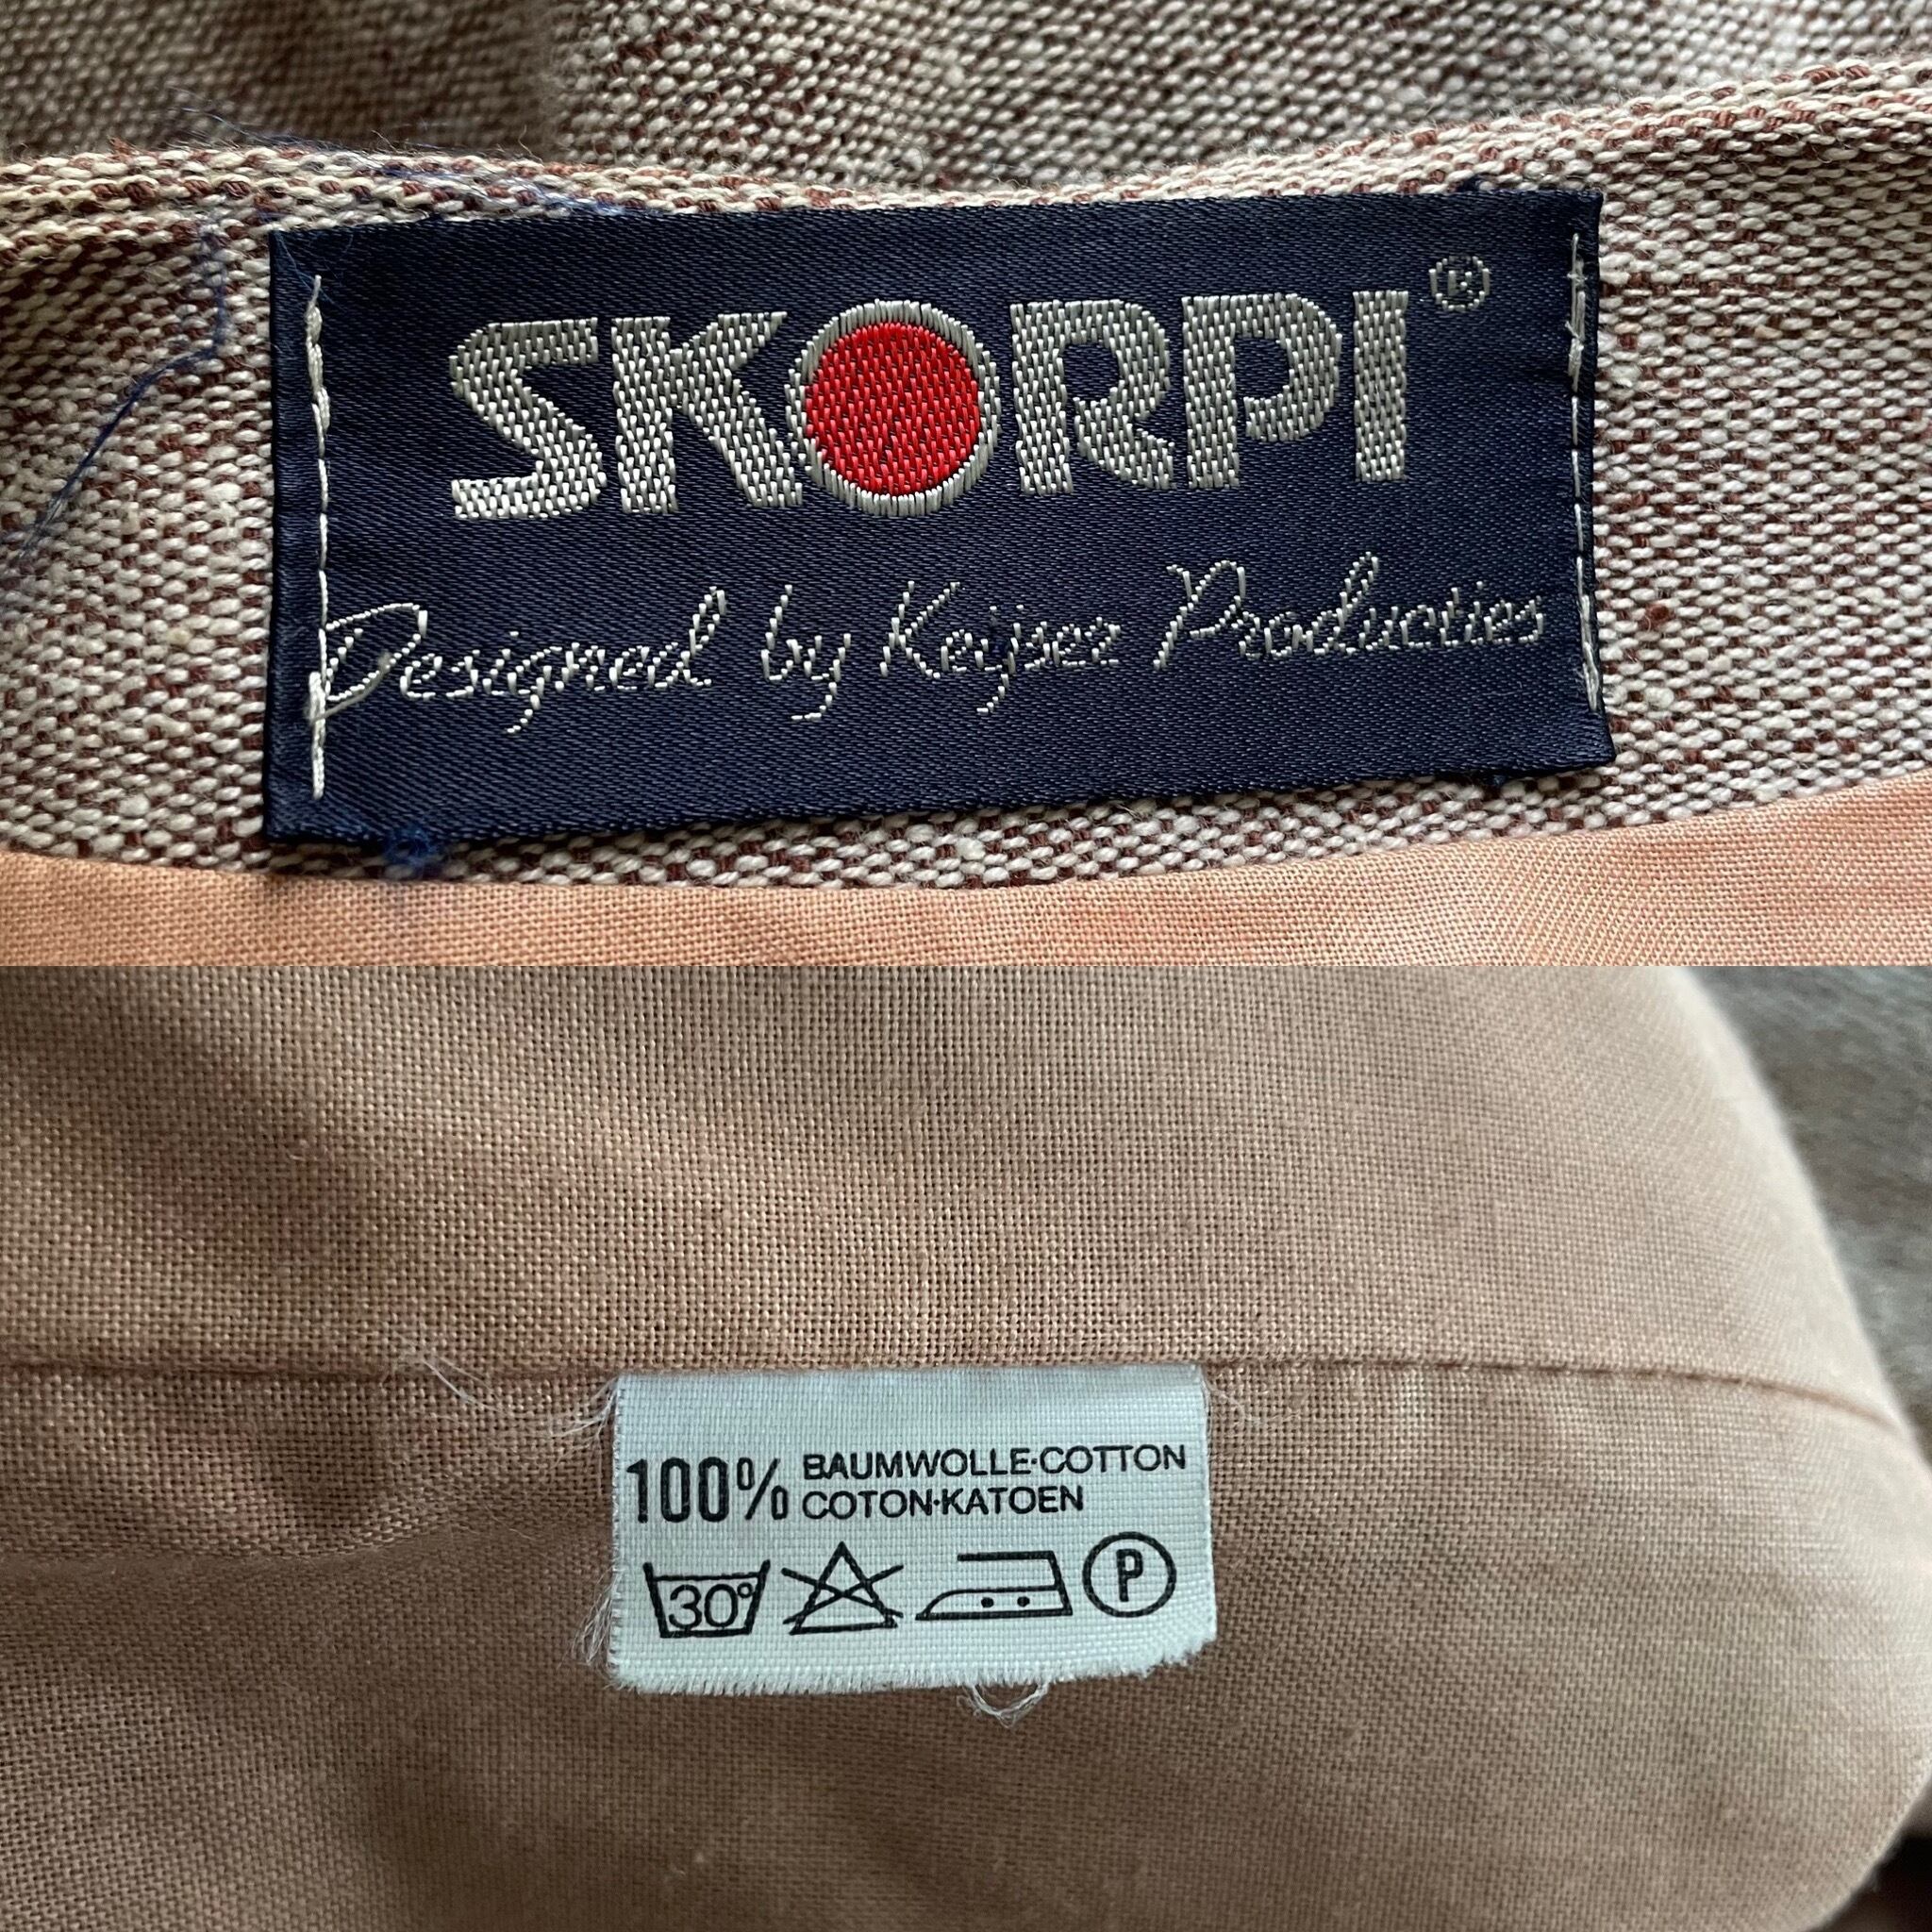 SKORPI®
Designed by Keijser Producties
100% BAUMWOLLE·COTTON
COTON·KATOEN
30° P